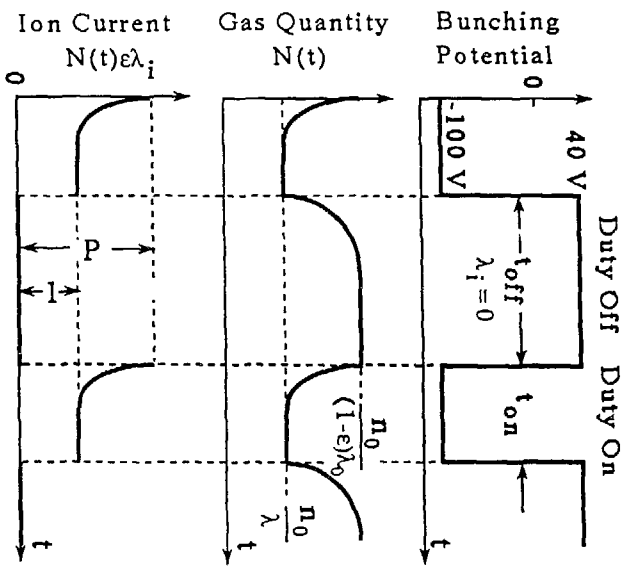 Ion Current
N(t)ελi
Gas Quantity
N(t)
Bunching
Potential
0
0
-100 V
40 V
Duty Off
toff
λi = 0
P
1
Duty On
ton
n0
(1-ε)λ0
n0
λ
t
t
t